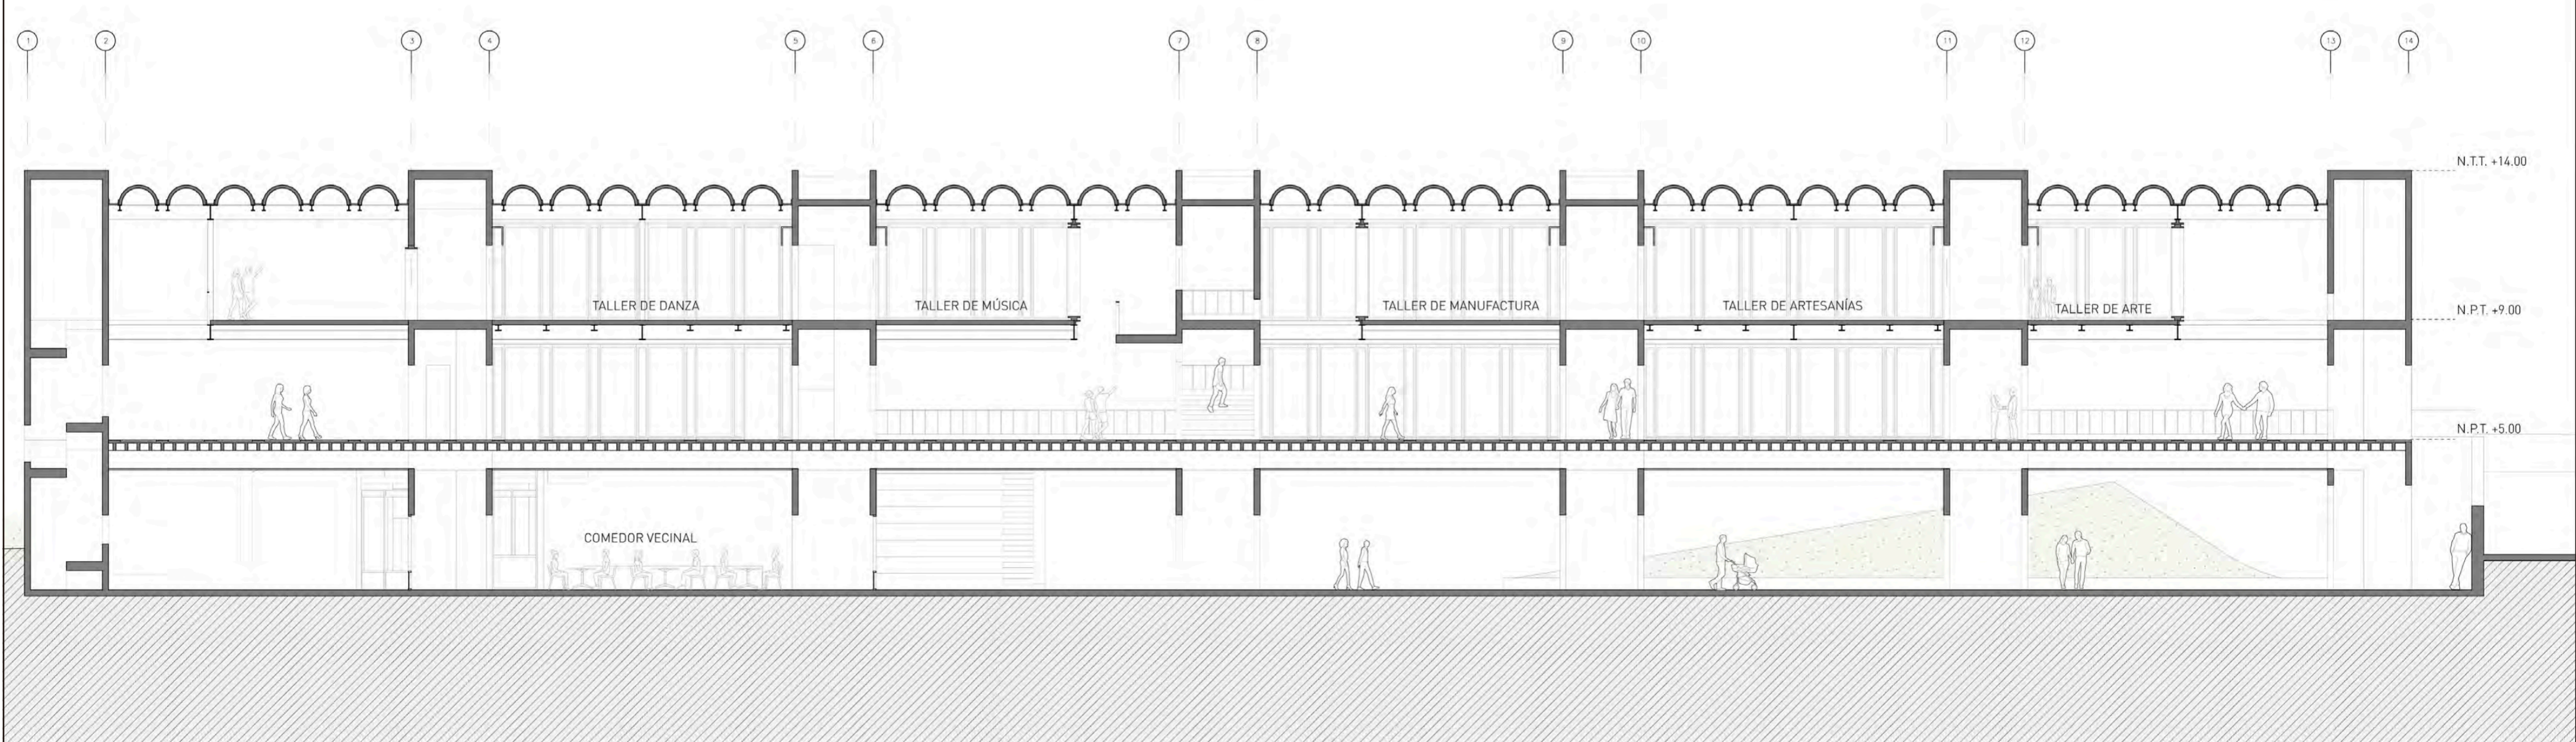 1
2
3
4
5
6
7
8
9
10
11
12
13
14
N.T.T. +14.00
TALLER DE DANZA
TALLER DE MÚSICA
TALLER DE MANUFACTURA
TALLER DE ARTESANÍAS
TALLER DE ARTE
N.P.T. +9.00
N.P.T. +5.00
COMEDOR VECINAL